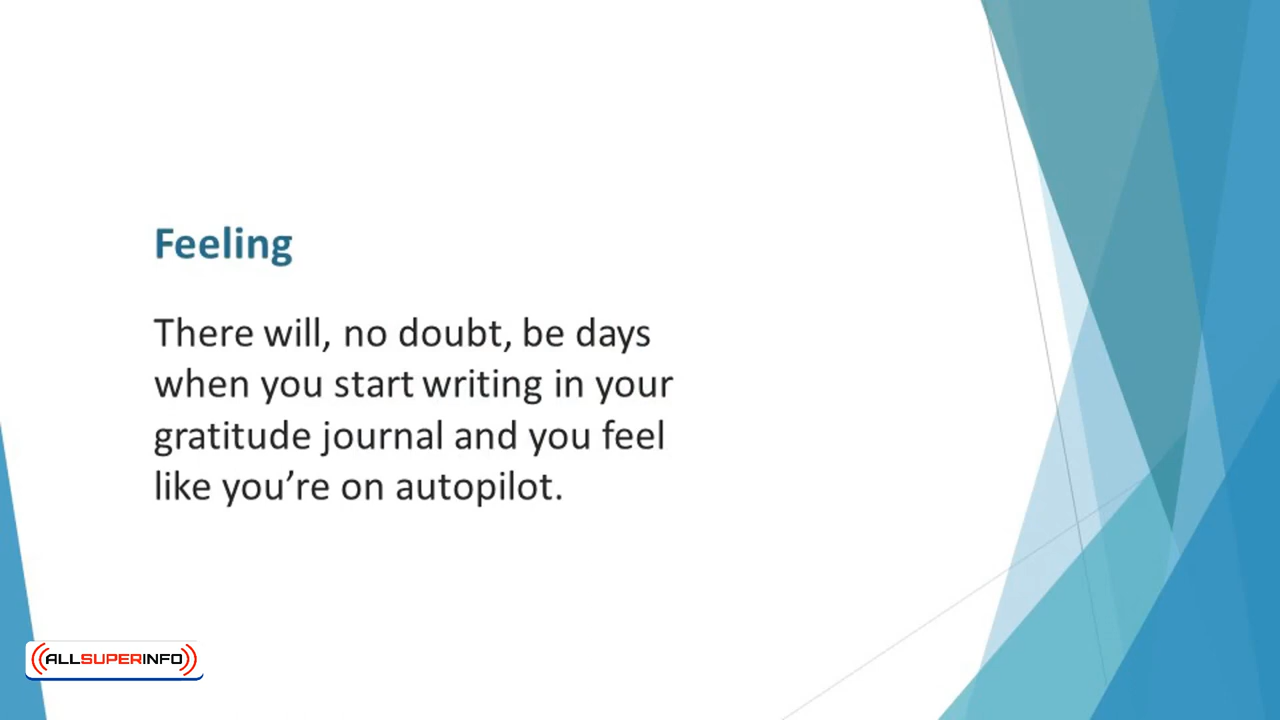 Feeling
There will, no doubt, be days
when you start writing in your
gratitude journal and you feel
like you’re on autopilot.
ALLSUPERINFO